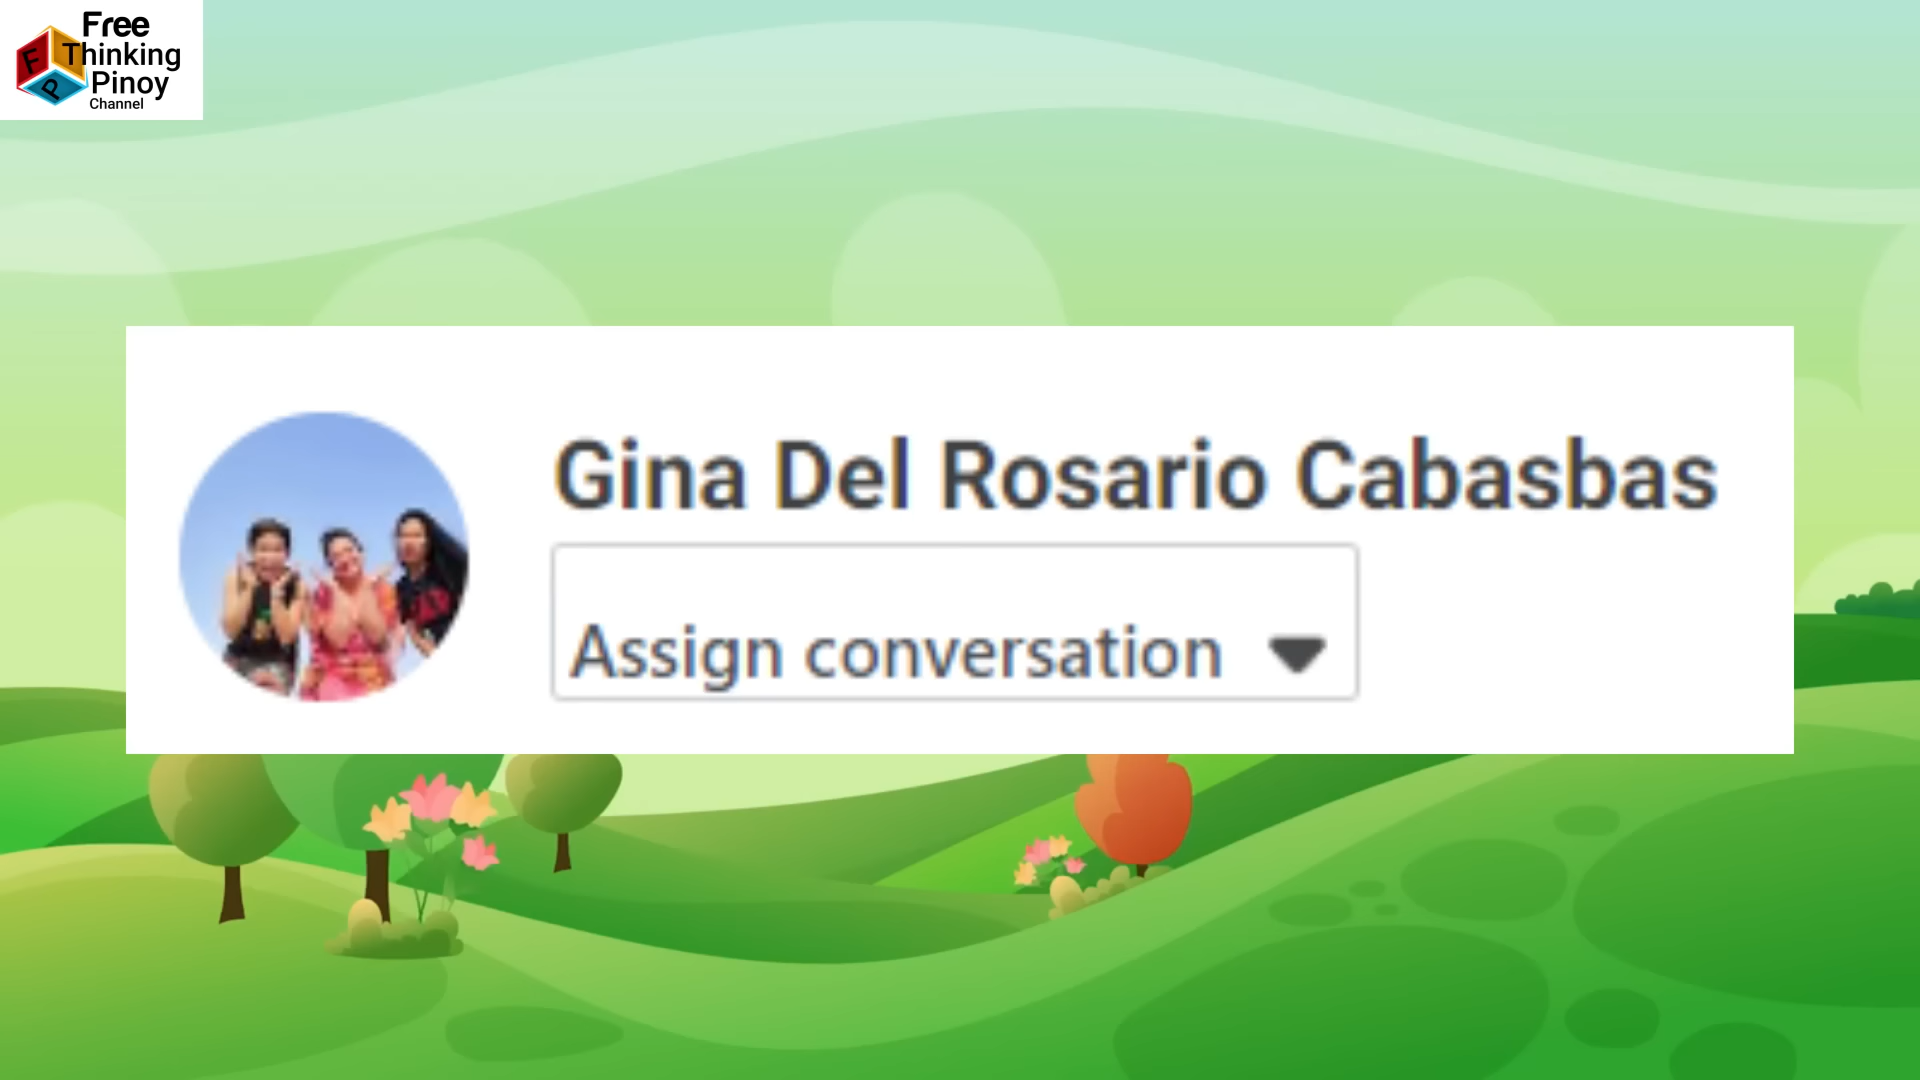 Free
Thinking
Pinoy
Channel
F
P
Gina Del Rosario Cabasbas
Assign conversation